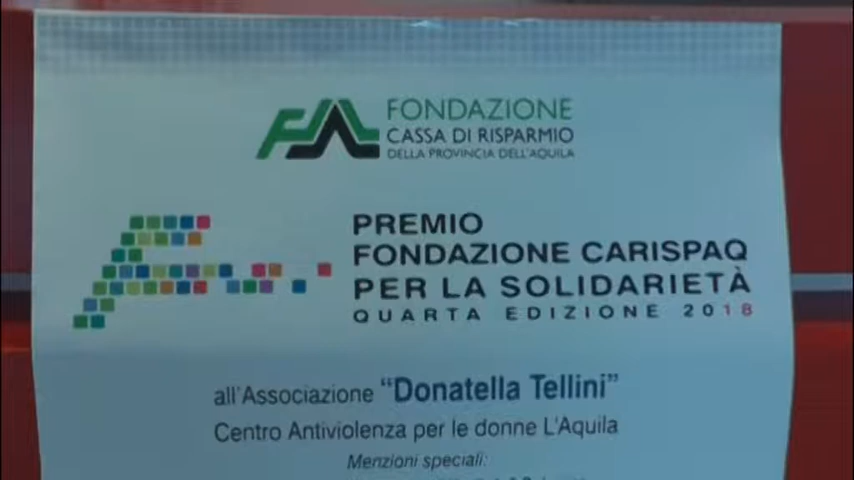 FONDAZIONE
CASSA DI RISPARMIO
DELLA PROVINCIA DELL'AQUILA
PREMIO
FONDAZIONE CARISPAQ
PER LA SOLIDARIETÀ
QUARTA EDIZIONE 2018
all'Associazione "Donatella Tellini"
Centro Antiviolenza per le donne L'Aquila
Menzioni speciali: